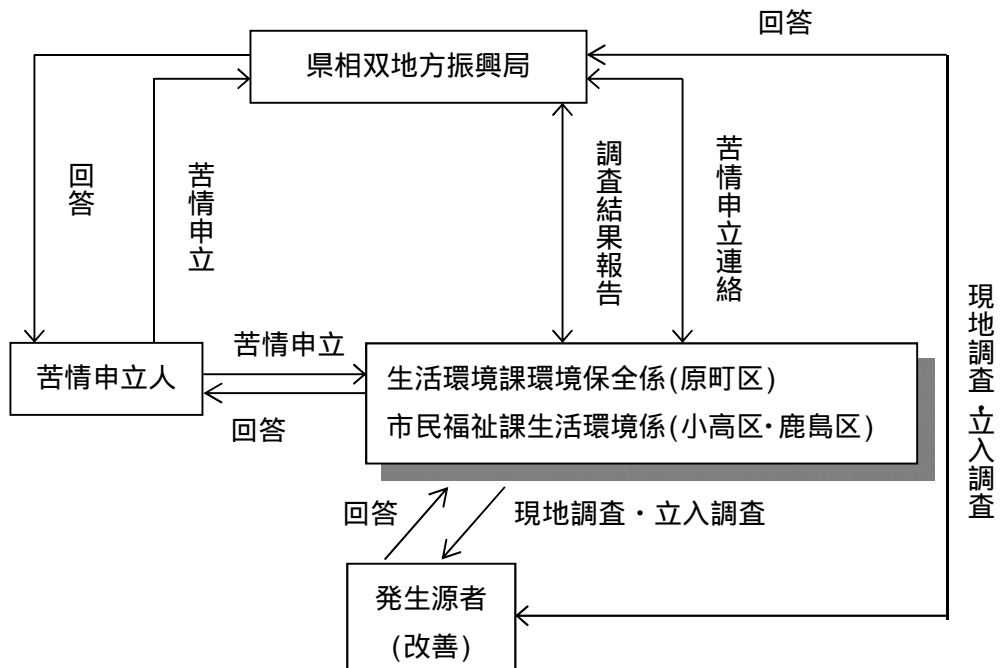 回答
県相双地方振興局
回答
苦情申立
調査結果報告
苦情申立連絡
現地調査・立入調査
苦情申立人
苦情申立
回答
生活環境課環境保全係(原町区)
市民福祉課生活環境係(小高区・鹿島区)
回答
現地調査・立入調査
発生源者
(改善)